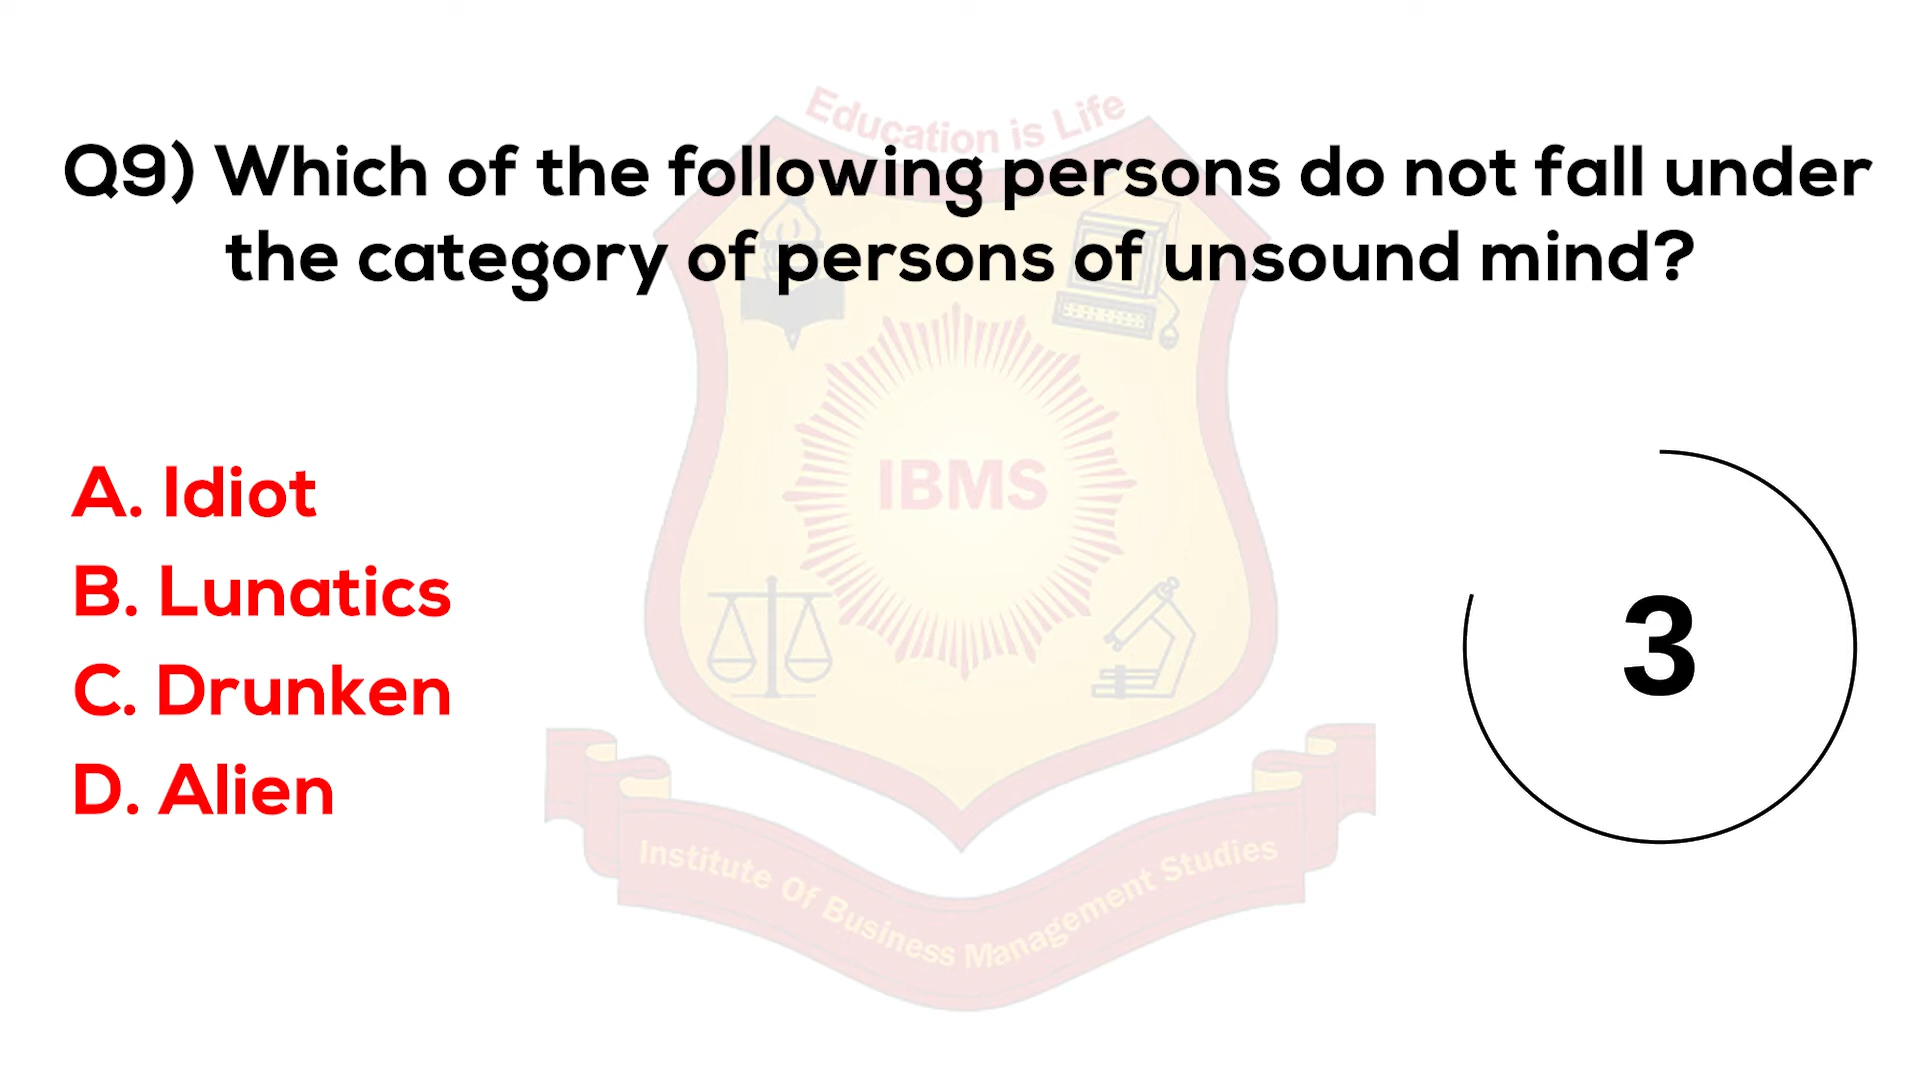 Education is Life
Q9) Which of the following persons do not fall under
the category of persons of unsound mind?
IBMS
A. Idiot
B. Lunatics
C. Drunken
D. Alien
3
Institute Of Business Management Studies